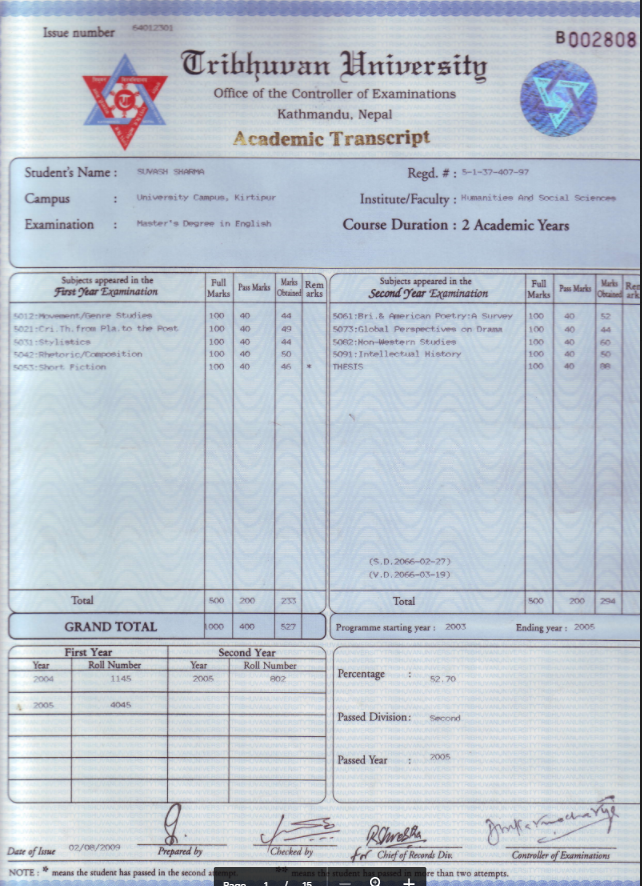 Issue number 64012301
B002808
Tribhuvan University
Office of the Controller of Examinations
Kathmandu, Nepal
Academic Transcript
Student's Name : SUVASH SHARMA
Regd. # : 5-1-37-407-97
Campus : University Campus, Kirtipur
Institute/Faculty : Humanities And Social Sciences
Examination : Master's Degree in English
Course Duration : 2 Academic Years
Subjects appeared in the First Year Examination Full Marks Pass Marks Marks Obtained Rem arks
5012:Movement/Genre Studies 100 40 44
5021:Cri.Th.from Pla.to the Post 100 40 49
5031:Stylistics 100 40 44
5042:Rhetoric/Composition 100 40 50
5053:Short Fiction 100 40 46 *
Total 500 200 233
Subjects appeared in the Second Year Examination Full Marks Pass Marks Marks Obtained Rem ark
5061:Bri.& American Poetry:A Survey 100 40 52
5073:Global Perspectives on Drama 100 40 44
5082:Non-Western Studies 100 40 60
5091:Intellectual History 100 40 50
THESIS 100 40 88
(S.D.2066-02-27)
(V.D.2066-03-19)
Total 500 200 294
GRAND TOTAL 1000 400 527
Programme starting year : 2003 Ending year : 2005
First Year Second Year
Year Roll Number Year Roll Number
2004 1145 2005 802
2005 4045
Percentage : 52.70
Passed Division : Second
Passed Year : 2005
Date of Issue 02/08/2009
Prepared by
Checked by
for Chief of Records Div.
Controller of Examinations
NOTE : * means the student has passed in the second attempt. ** means the student has passed in more than two attempts.
Page 1 / 15